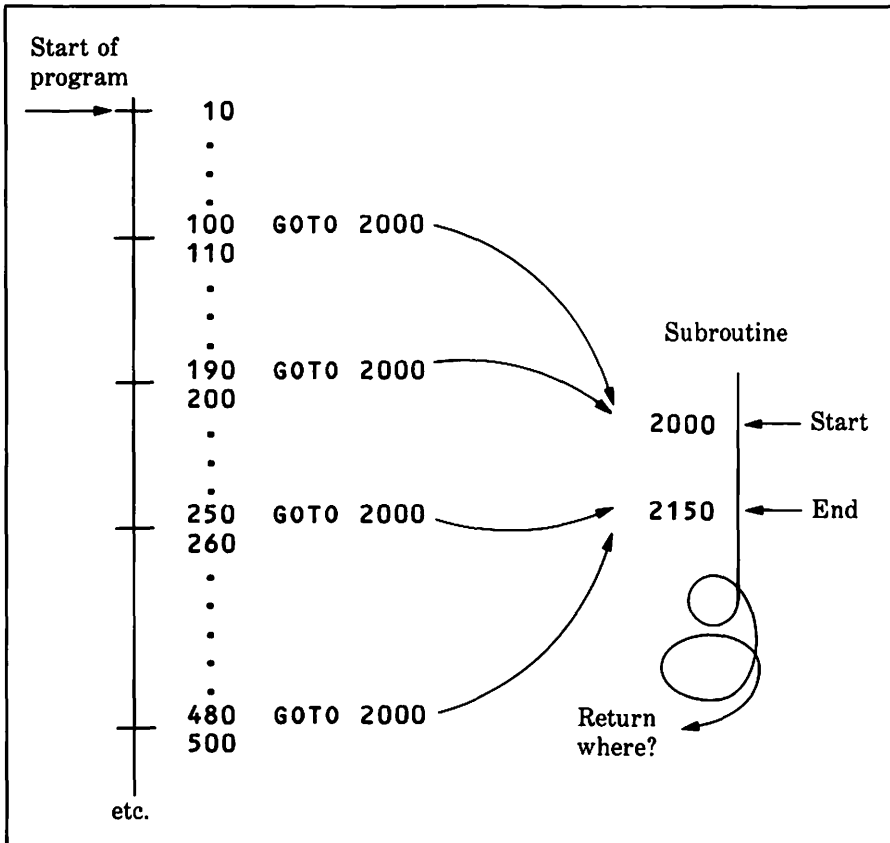 Start of
program
10
100 GOTO 2000
110
190 GOTO 2000
200
250 GOTO 2000
260
480 GOTO 2000
500
etc.
Subroutine
2000 Start
2150 End
Return
where?